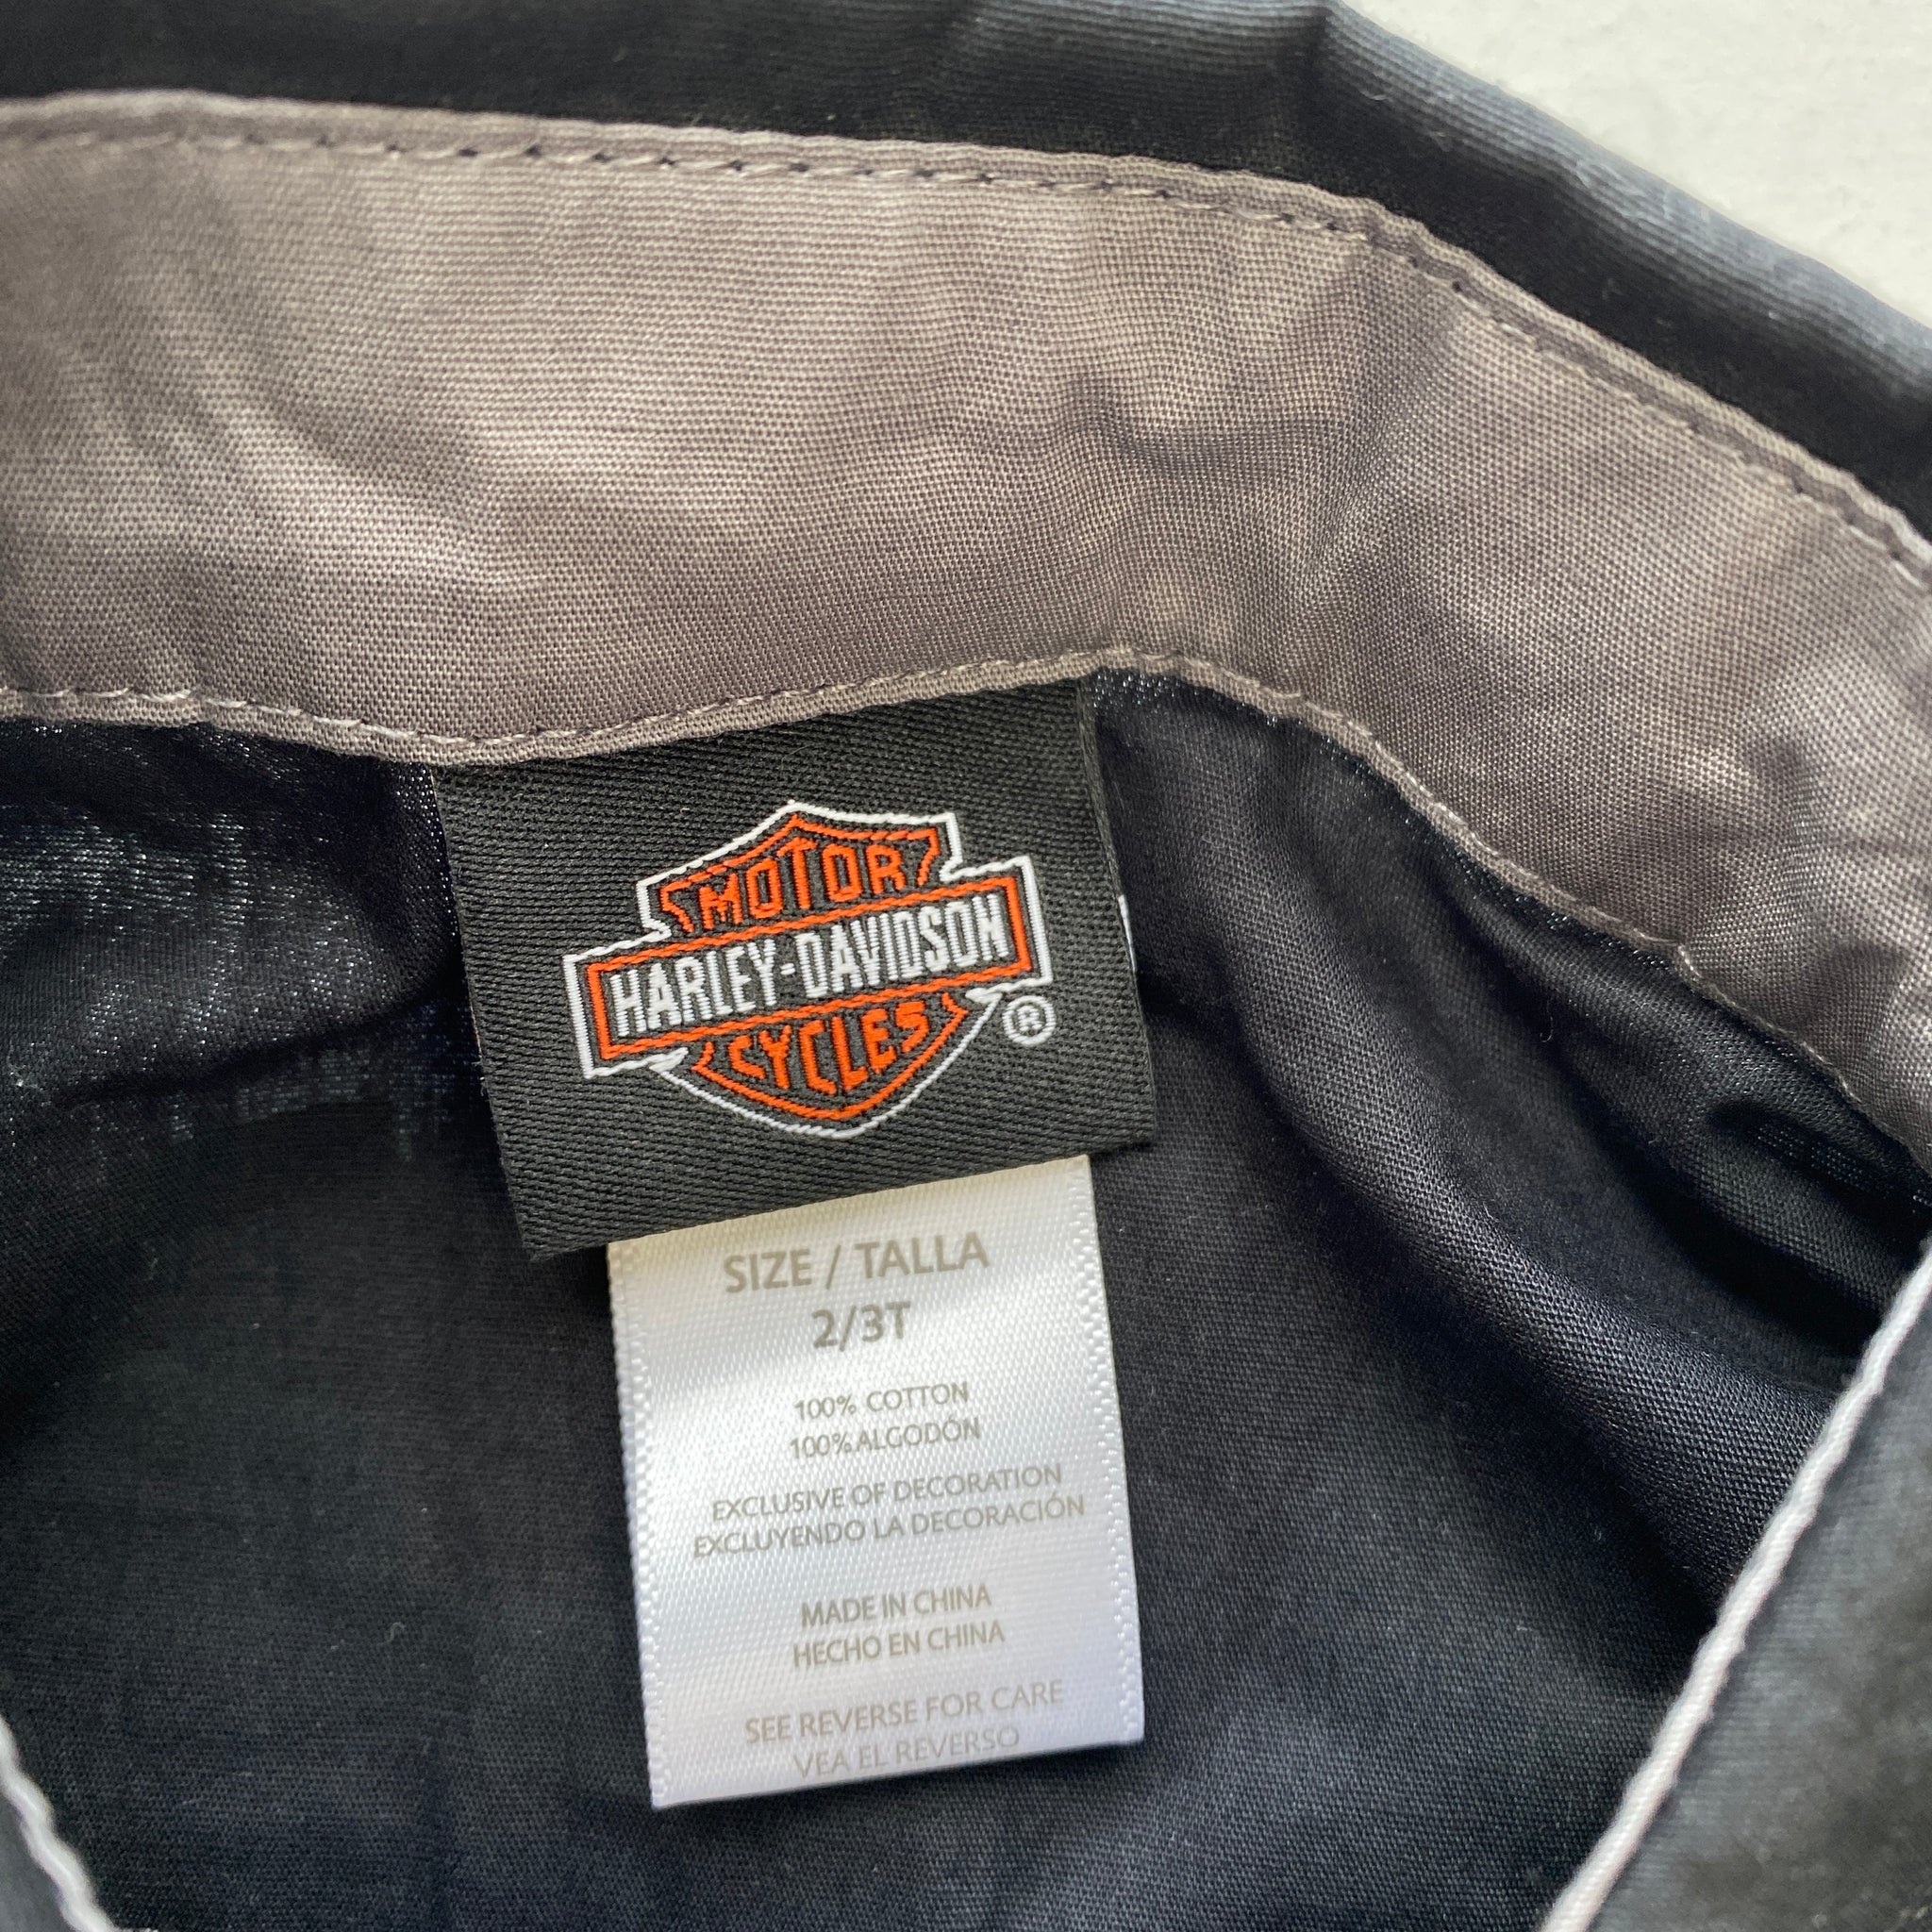 MOTOR
HARLEY-DAVIDSON
CYCLES
®
SIZE / TALLA
2/3T
100% COTTON
100% ALGODÓN
EXCLUSIVE OF DECORATION
EXCLUYENDO LA DECORACIÓN
MADE IN CHINA
HECHO EN CHINA
SEE REVERSE FOR CARE
VEA EL REVERSO